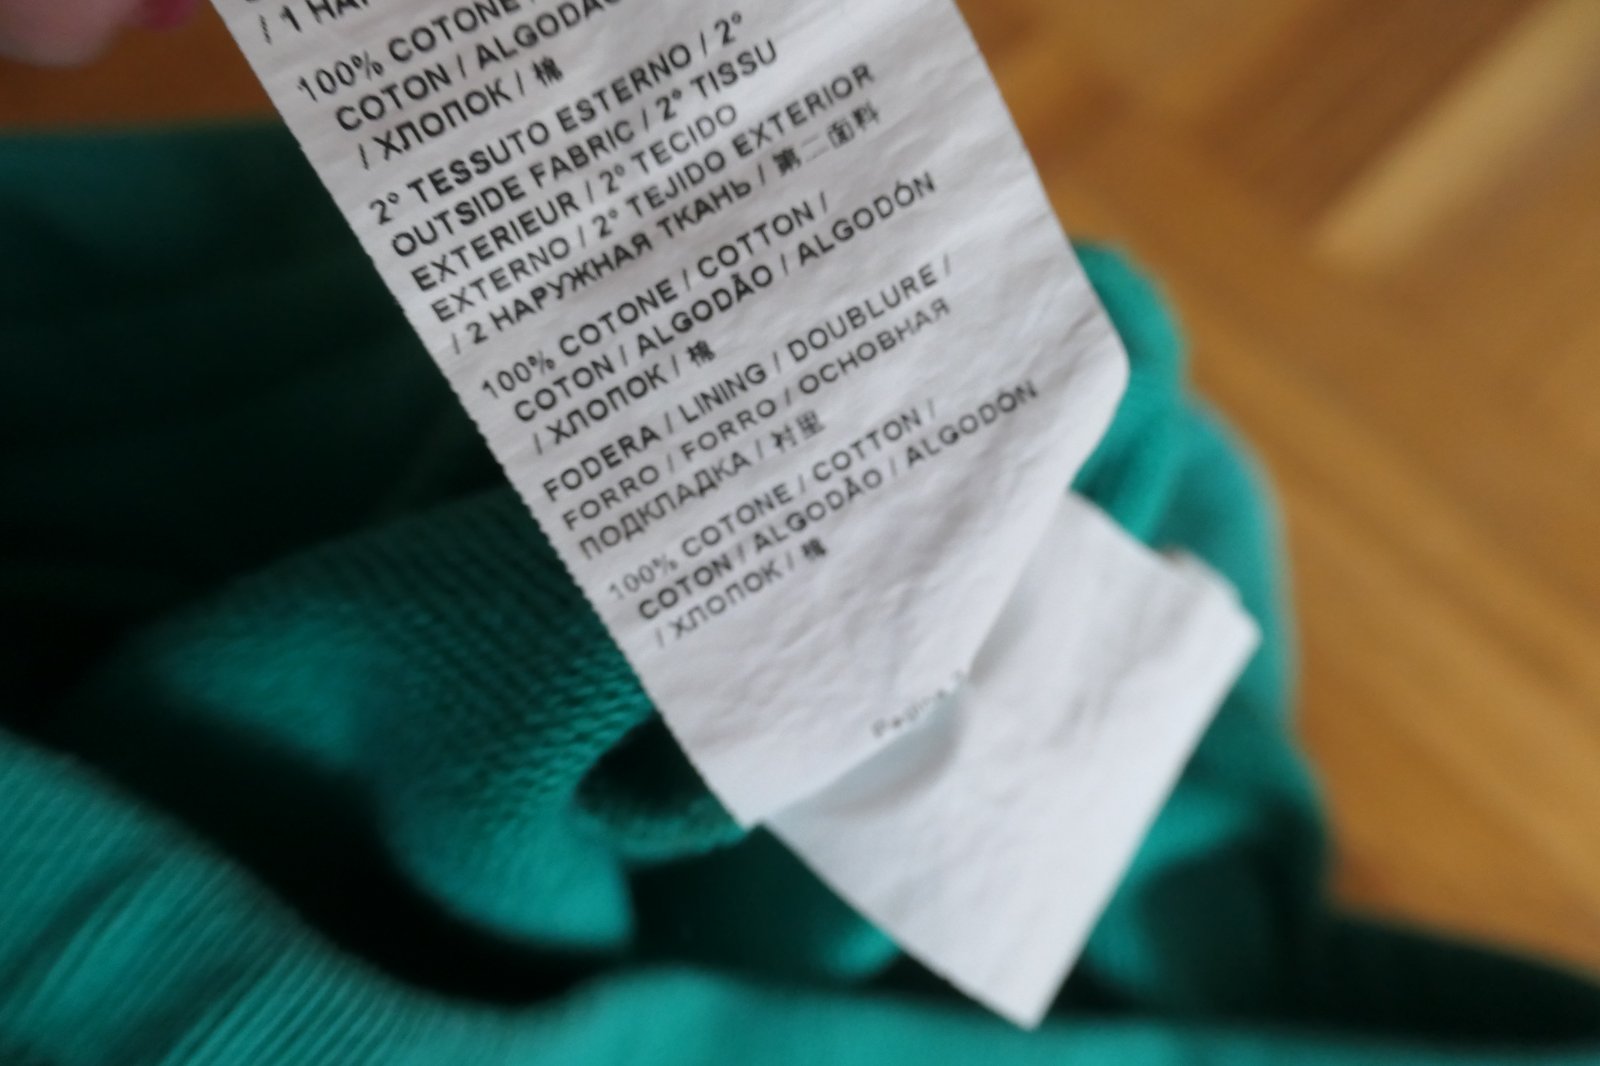 / 1 НАР
100% COTONE
COTON / ALGODÃO
/ ХЛОПОК / 棉
2° TESSUTO ESTERNO / 2°
OUTSIDE FABRIC / 2° TISSU
EXTERIEUR / 2° TECIDO
EXTERNO / 2° TEJIDO EXTERIOR
/ 2 НАРУЖНАЯ ТКАНЬ / 第二面料
100% COTONE / COTTON /
COTON / ALGODÃO / ALGODÓN
/ ХЛОПОК / 棉
FODERA / LINING / DOUBLURE /
FORRO / FORRO / ОСНОВНАЯ
ПОДКЛАДКА / 衬里
100% COTONE / COTTON /
COTON / ALGODÃO / ALGODÓN
/ ХЛОПОК / 棉